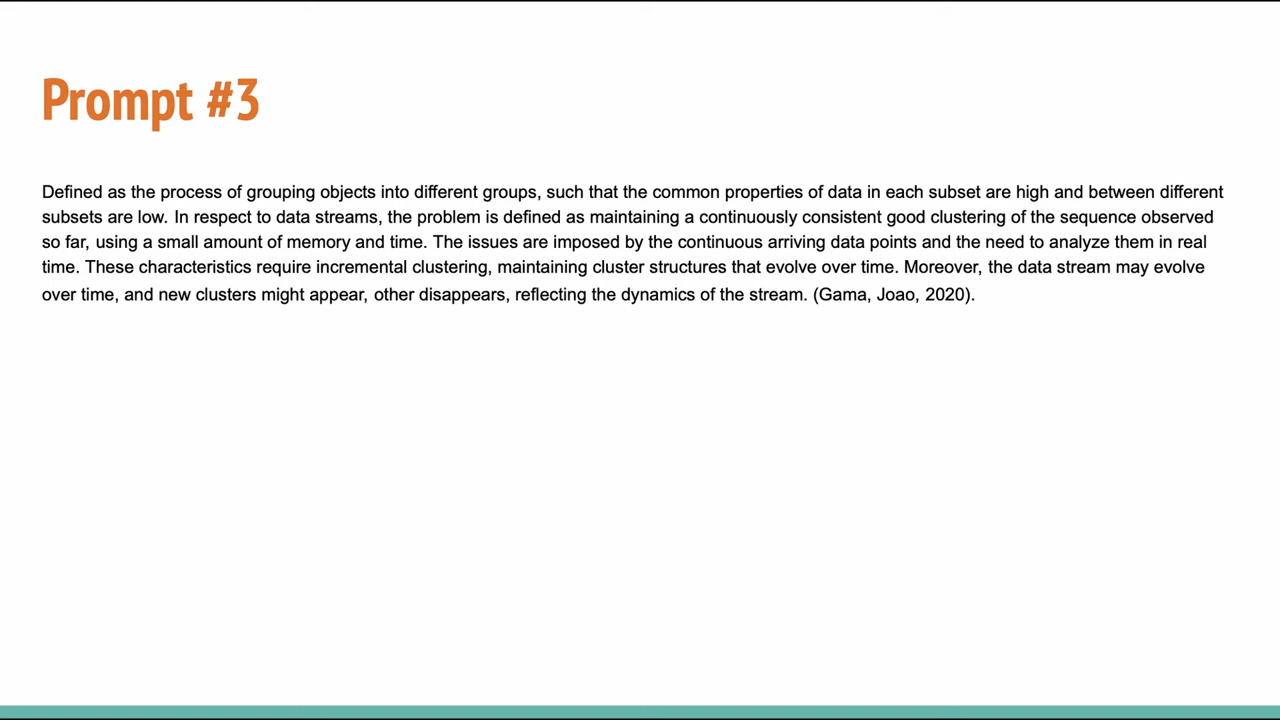 Prompt #3
Defined as the process of grouping objects into different groups, such that the common properties of data in each subset are high and between different
subsets are low. In respect to data streams, the problem is defined as maintaining a continuously consistent good clustering of the sequence observed
so far, using a small amount of memory and time. The issues are imposed by the continuous arriving data points and the need to analyze them in real
time. These characteristics require incremental clustering, maintaining cluster structures that evolve over time. Moreover, the data stream may evolve
over time, and new clusters might appear, other disappears, reflecting the dynamics of the stream. (Gama, Joao, 2020).